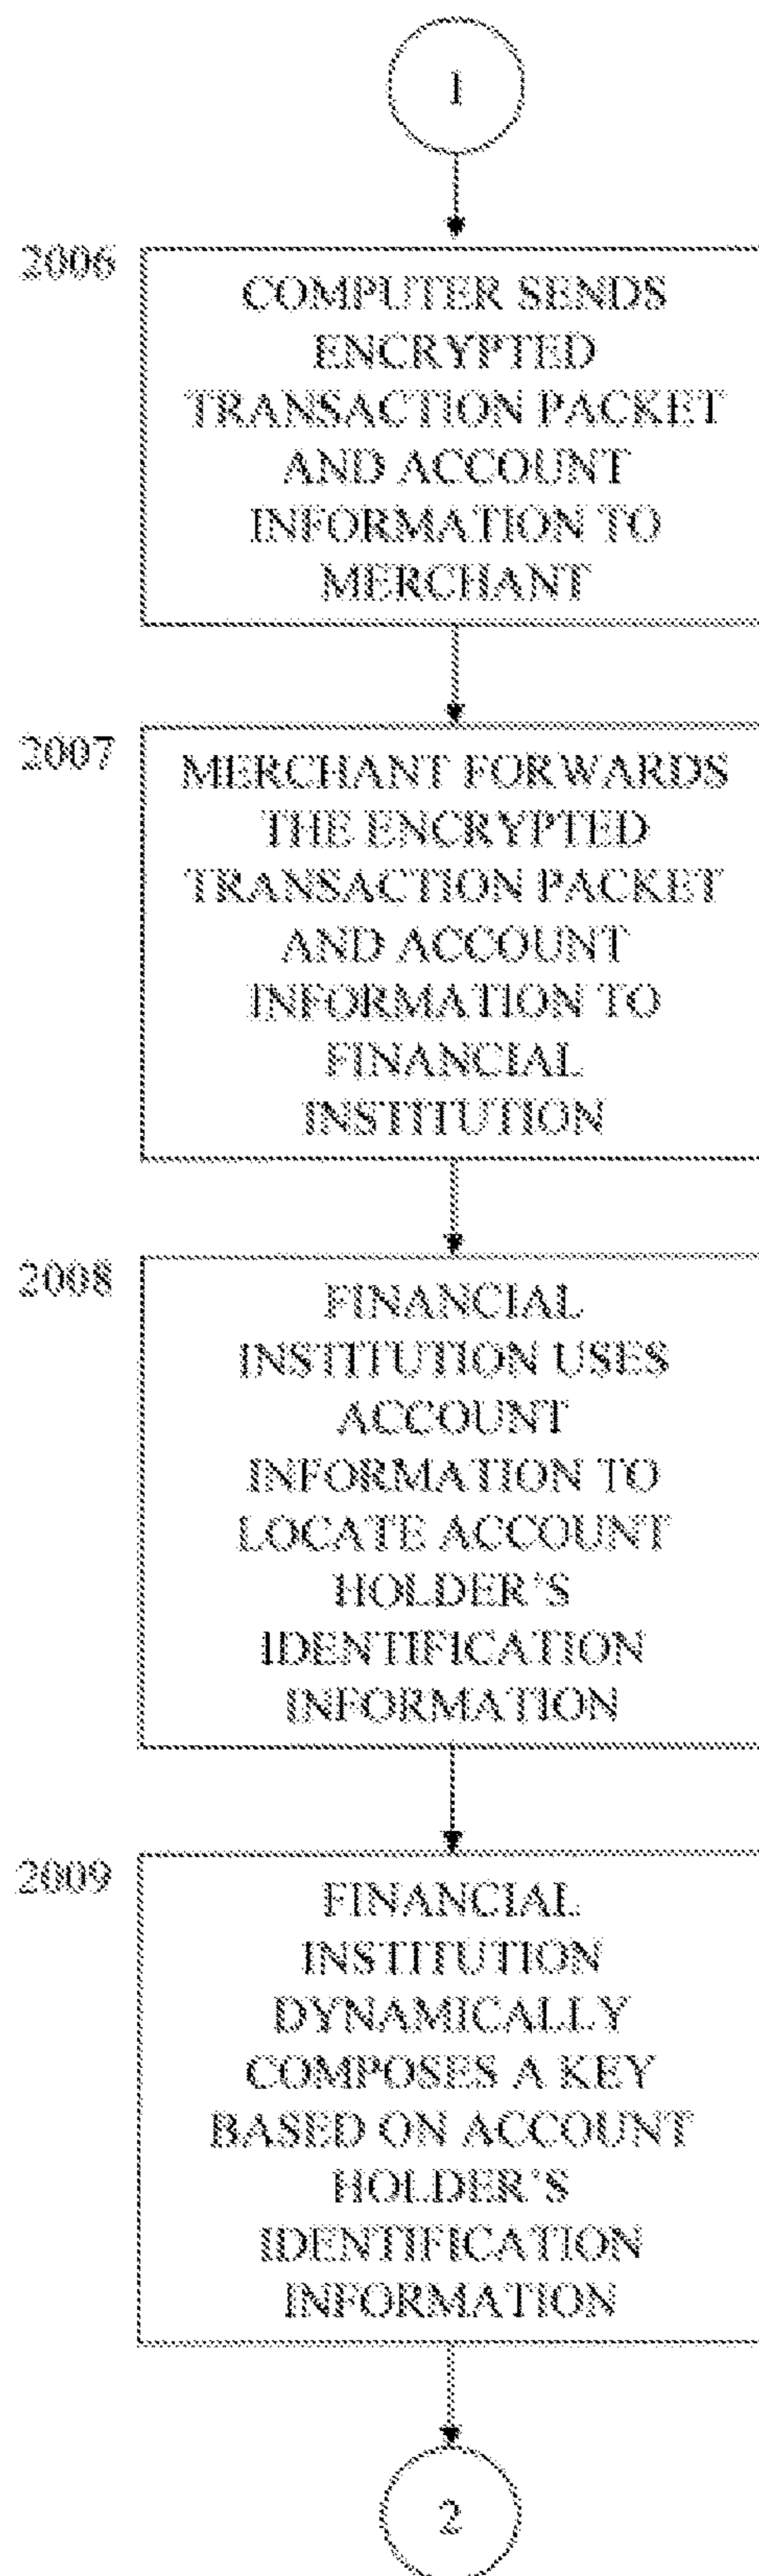 1
2006
COMPUTER SENDS
ENCRYPTED
TRANSACTION PACKET
AND ACCOUNT
INFORMATION TO
MERCHANT
2007
MERCHANT FORWARDS
THE ENCRYPTED
TRANSACTION PACKET
AND ACCOUNT
INFORMATION TO
FINANCIAL
INSTITUTION
2008
FINANCIAL
INSTITUTION USES
ACCOUNT
INFORMATION TO
LOCATE ACCOUNT
HOLDER'S
IDENTIFICATION
INFORMATION
2009
FINANCIAL
INSTITUTION
DYNAMICALLY
COMPOSES A KEY
BASED ON ACCOUNT
HOLDER'S
IDENTIFICATION
INFORMATION
2